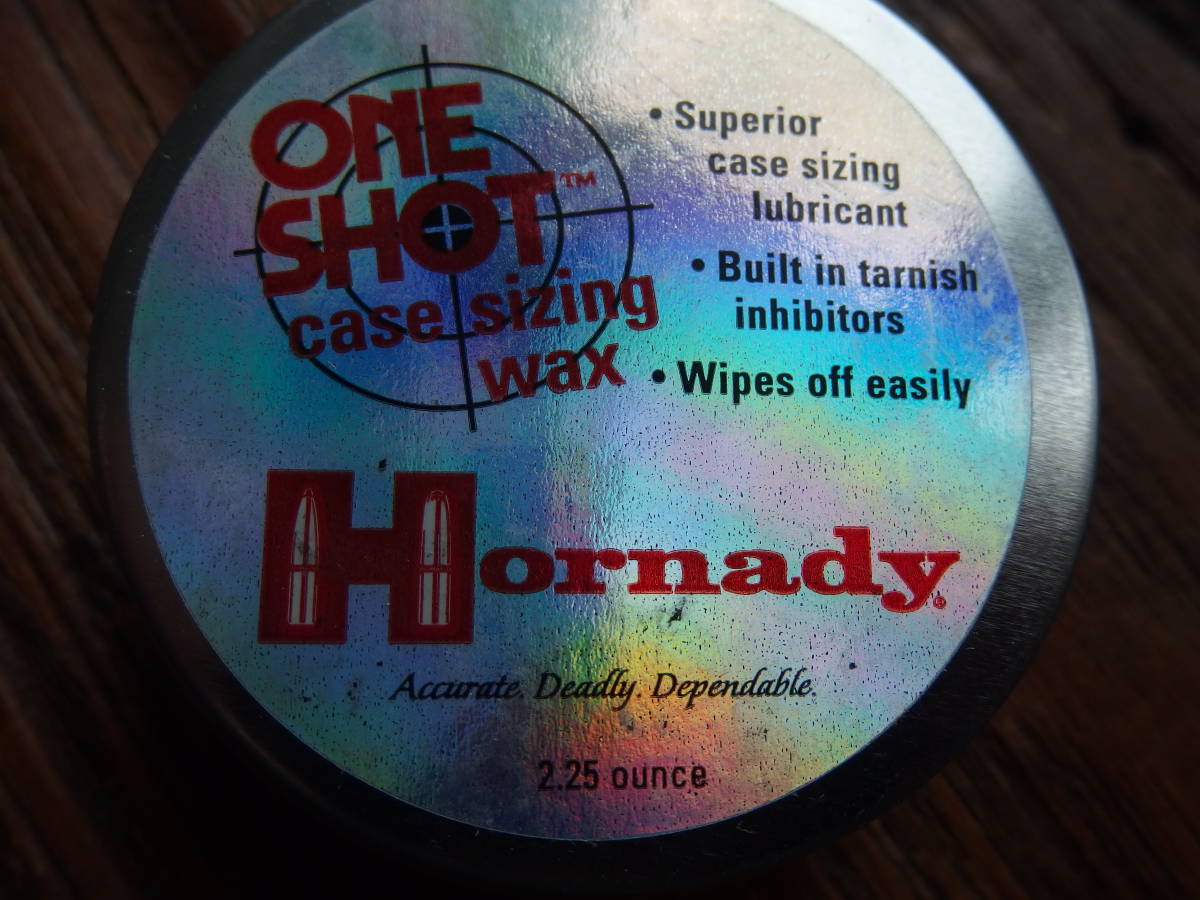 ONE
SHOT™
case sizing
wax
• Superior
case sizing
lubricant
• Built in tarnish
inhibitors
• Wipes off easily
Hornady®
Accurate. Deadly. Dependable.
2.25 ounce